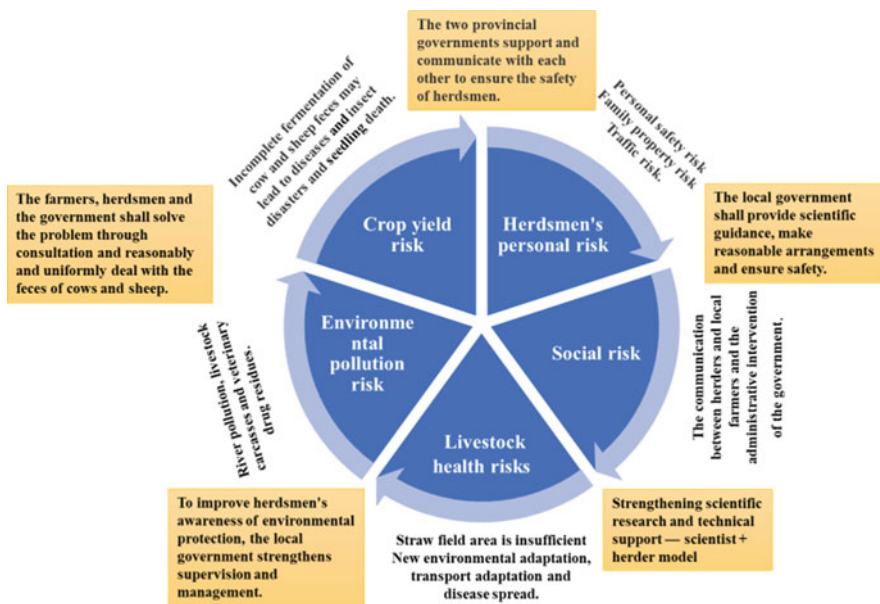 The two provincial
governments support and
communicate with each
other to ensure the safety
of herdsmen.
Personal safety risk
Family property risk
Traffic risk.
Herdsmen's
personal risk
The local government
shall provide scientific
guidance, make
reasonable arrangements
and ensure safety.
Social risk
The communication
between herders and local
farmers and the
administrative intervention
of the government.
Strengthening scientific
research and technical
support — scientist +
herder model
Livestock
health risks
Straw field area is insufficient
New environmental adaptation,
transport adaptation and
disease spread.
To improve herdsmen's
awareness of environmental
protection, the local
government strengthens
supervision and
management.
Environme
ntal
pollution
risk
River pollution, livestock
carcasses and veterinary
drug residues.
The farmers, herdsmen and
the government shall solve
the problem through
consultation and reasonably
and uniformly deal with the
feces of cows and sheep.
Crop yield
risk
Incomplete fermentation of
cow and sheep feces may
lead to diseases and insect
disasters and seedling death.